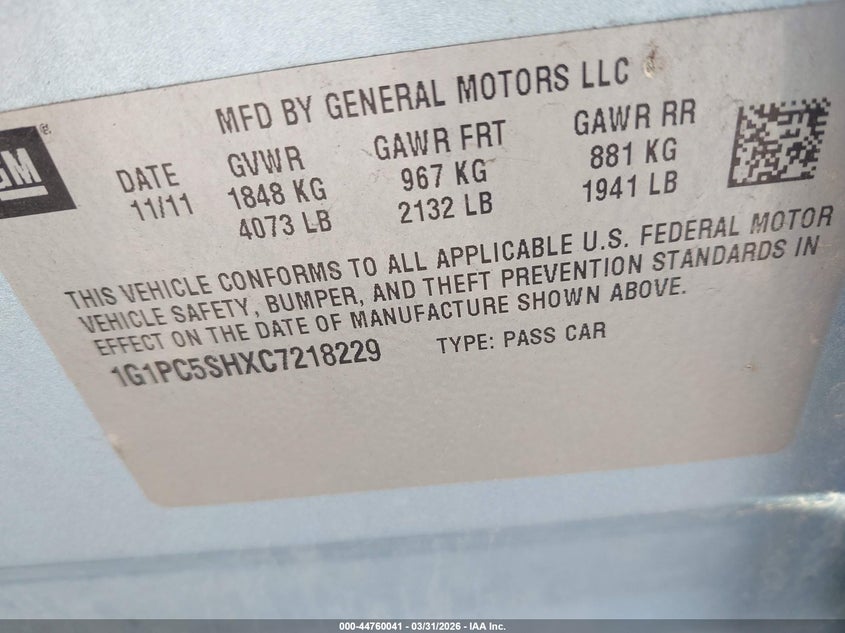 MFD BY GENERAL MOTORS LLC
GM®
DATE GVWR GAWR FRT GAWR RR
11/11 1848 KG 967 KG 881 KG
4073 LB 2132 LB 1941 LB
THIS VEHICLE CONFORMS TO ALL APPLICABLE U.S. FEDERAL MOTOR
VEHICLE SAFETY, BUMPER, AND THEFT PREVENTION STANDARDS IN
EFFECT ON THE DATE OF MANUFACTURE SHOWN ABOVE.
1G1PC5SHXC7218229 TYPE: PASS CAR
000-44760041 - 03/31/2026 - IAA Inc.